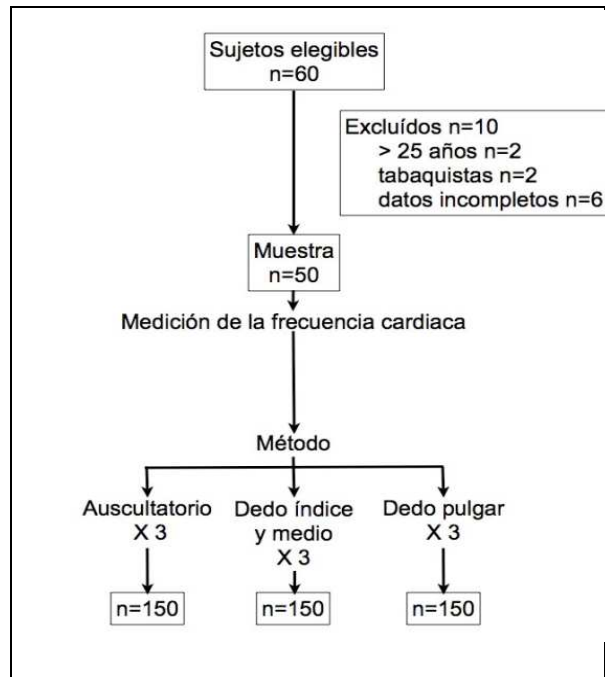 Sujetos elegibles
n=60
Excluídos n=10
> 25 años n=2
tabaquistas n=2
datos incompletos n=6
Muestra
n=50
Medición de la frecuencia cardiaca
Método
Auscultatorio
X 3
Dedo índice
y medio
X 3
Dedo pulgar
X 3
n=150
n=150
n=150